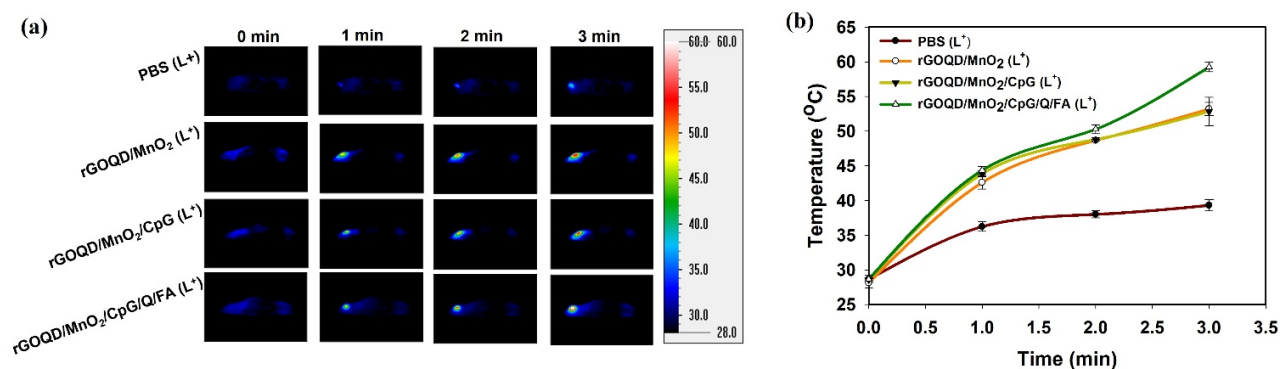 (a)
0 min 1 min 2 min 3 min
PBS (L+)
rGOQD/MnO₂ (L⁺)
rGOQD/MnO₂/CpG (L⁺)
rGOQD/MnO₂/CpG/Q/FA (L⁺)
60.0 60.0
55.0
50.0
45.0
40.0
35.0
30.0
28.0
(b)
PBS (L⁺)
rGOQD/MnO₂ (L⁺)
rGOQD/MnO₂/CpG (L⁺)
rGOQD/MnO₂/CpG/Q/FA (L⁺)
Temperature (°C)
70
65
60
55
50
45
40
35
30
25
0.0 0.5 1.0 1.5 2.0 2.5 3.0 3.5
Time (min)